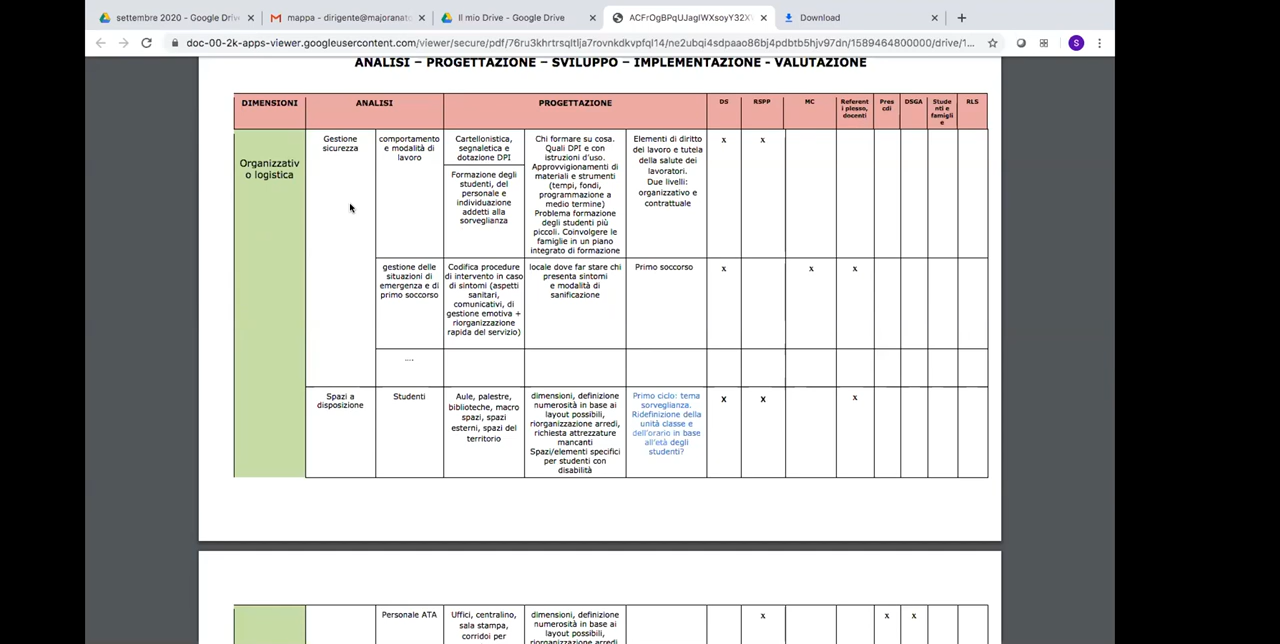 settembre 2020 - Google Driv
mappa - dirigente@majoranato
Il mio Drive - Google Drive
ACFrOgBPqUJagIWXsoyY32XV
Download
doc-00-2k-apps-viewer.googleusercontent.com/viewer/secure/pdf/76ru3khrtrsqltlja7rovnkdkvpfql14/ne2ubqi4sdpaao86bj4pdbtb5hjv97dn/1589464800000/drive/1...
S
ANALISI – PROGETTAZIONE – SVILUPPO – IMPLEMENTAZIONE - VALUTAZIONE
DIMENSIONI
ANALISI
PROGETTAZIONE
DS
RSPP
MC
Referent
i plesso,
docenti
Pres
cdi
DSGA
Stude
nti e
famigli
e
RLS
Organizzativ
o logistica
Gestione
sicurezza
comportamento
e modalità di
lavoro
Cartellonistica,
segnaletica e
dotazione DPI
Formazione degli
studenti, del
personale e
individuazione
addetti alla
sorveglianza
Chi formare su cosa.
Quali DPI e con
istruzioni d'uso.
Approvvigionamenti di
materiali e strumenti
(tempi, fondi,
programmazione a
medio termine)
Problema formazione
degli studenti più
piccoli. Coinvolgere le
famiglie in un piano
integrato di formazione
Elementi di diritto
del lavoro e tutela
della salute dei
lavoratori.
Due livelli:
organizzativo e
contrattuale
x
x
gestione delle
situazioni di
emergenza e di
primo soccorso
Codifica procedure
di intervento in caso
di sintomi (aspetti
sanitari,
comunicativi, di
gestione emotiva +
riorganizzazione
rapida del servizio)
locale dove far stare chi
presenta sintomi
e modalità di
sanificazione
Primo soccorso
x
x
x
....
Spazi a
disposizione
Studenti
Aule, palestre,
biblioteche, macro
spazi, spazi
esterni, spazi del
territorio
dimensioni, definizione
numerosità in base ai
layout possibili,
riorganizzazione arredi,
richiesta attrezzature
mancanti
Spazi/elementi specifici
per studenti con
disabilità
Primo ciclo: tema
sorveglianza.
Ridefinizione della
unità classe e
dell'orario in base
all'età degli
studenti?
x
x
x
Personale ATA
Uffici, centralino,
sala stampa,
corridoi per
dimensioni, definizione
numerosità in base ai
layout possibili,
riorganizzazione arredi
x
x
x